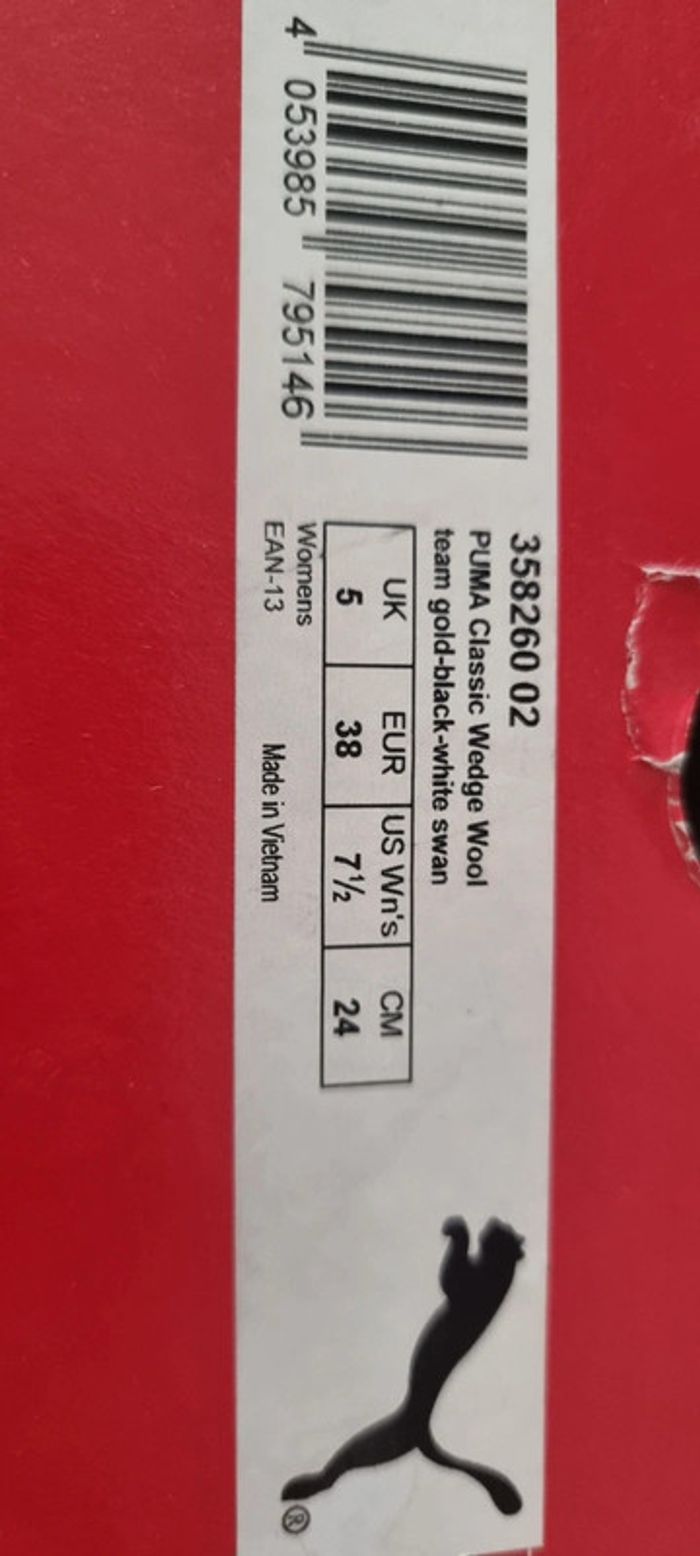 4 053985 795146
358260 02
PUMA Classic Wedge Wool
team gold-black-white swan
UK EUR US Wn's CM
5 38 7½ 24
Womens
EAN-13 Made in Vietnam
®